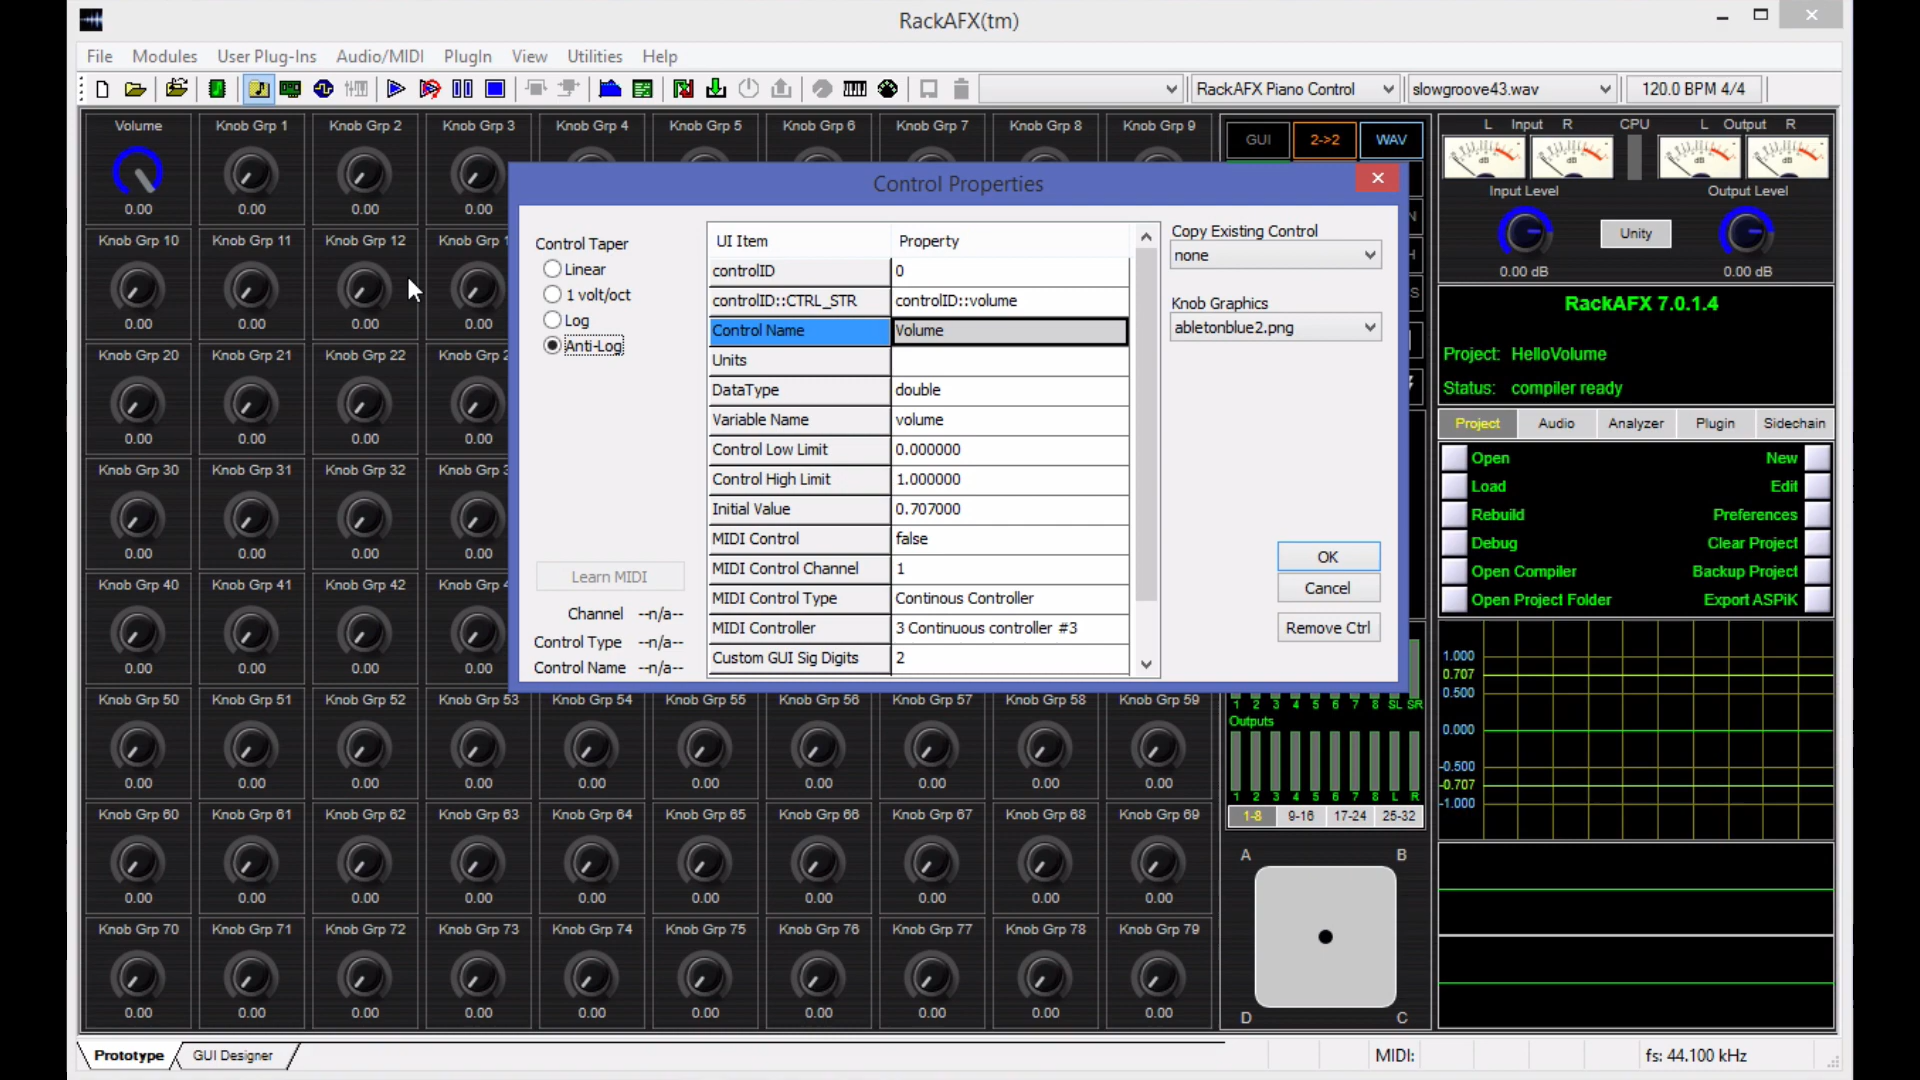 RackAFX(tm)
File Modules User Plug-Ins Audio/MIDI PlugIn View Utilities Help
RackAFX Piano Control slowgroove43.wav 120.0 BPM 4/4
Volume Knob Grp 1 Knob Grp 2 Knob Grp 3 Knob Grp 4 Knob Grp 5 Knob Grp 6 Knob Grp 7 Knob Grp 8 Knob Grp 9
0.00 0.00 0.00 0.00
Knob Grp 10 Knob Grp 11 Knob Grp 12 Knob Grp 1
0.00 0.00 0.00 0.00
Knob Grp 20 Knob Grp 21 Knob Grp 22 Knob Grp 2
0.00 0.00 0.00 0.00
Knob Grp 30 Knob Grp 31 Knob Grp 32 Knob Grp 3
0.00 0.00 0.00 0.00
Knob Grp 40 Knob Grp 41 Knob Grp 42 Knob Grp 4
0.00 0.00 0.00 0.00
Knob Grp 50 Knob Grp 51 Knob Grp 52 Knob Grp 53 Knob Grp 54 Knob Grp 55 Knob Grp 56 Knob Grp 57 Knob Grp 58 Knob Grp 59
0.00 0.00 0.00 0.00 0.00 0.00 0.00 0.00 0.00 0.00
Knob Grp 60 Knob Grp 61 Knob Grp 62 Knob Grp 63 Knob Grp 64 Knob Grp 65 Knob Grp 66 Knob Grp 67 Knob Grp 68 Knob Grp 69
0.00 0.00 0.00 0.00 0.00 0.00 0.00 0.00 0.00 0.00
Knob Grp 70 Knob Grp 71 Knob Grp 72 Knob Grp 73 Knob Grp 74 Knob Grp 75 Knob Grp 76 Knob Grp 77 Knob Grp 78 Knob Grp 79
0.00 0.00 0.00 0.00 0.00 0.00 0.00 0.00 0.00 0.00
Control Properties
Control Taper
Linear
1 volt/oct
Log
Anti-Log
Learn MIDI
Channel --n/a--
Control Type --n/a--
Control Name --n/a--
UI Item Property
controlID 0
controlID::CTRL_STR controlID::volume
Control Name Volume
Units
DataType double
Variable Name volume
Control Low Limit 0.000000
Control High Limit 1.000000
Initial Value 0.707000
MIDI Control false
MIDI Control Channel 1
MIDI Control Type Continous Controller
MIDI Controller 3 Continuous controller #3
Custom GUI Sig Digits 2
Copy Existing Control
none
Knob Graphics
abletonblue2.png
OK
Cancel
Remove Ctrl
GUI 2->2 WAV
1 2 3 4 5 6 7 8 SL SR
Outputs
1 2 3 4 5 6 7 8 L R
1-8 9-16 17-24 25-32
A B
D C
L Input R CPU L Output R
dB dB dB dB
Input Level Output Level
Unity
0.00 dB 0.00 dB
RackAFX 7.0.1.4
Project: HelloVolume
Status: compiler ready
Project Audio Analyzer Plugin Sidechain
Open New
Load Edit
Rebuild Preferences
Debug Clear Project
Open Compiler Backup Project
Open Project Folder Export ASPiK
1.000
0.707
0.500
0.000
-0.500
-0.707
-1.000
Prototype GUI Designer
MIDI: fs: 44.100 kHz